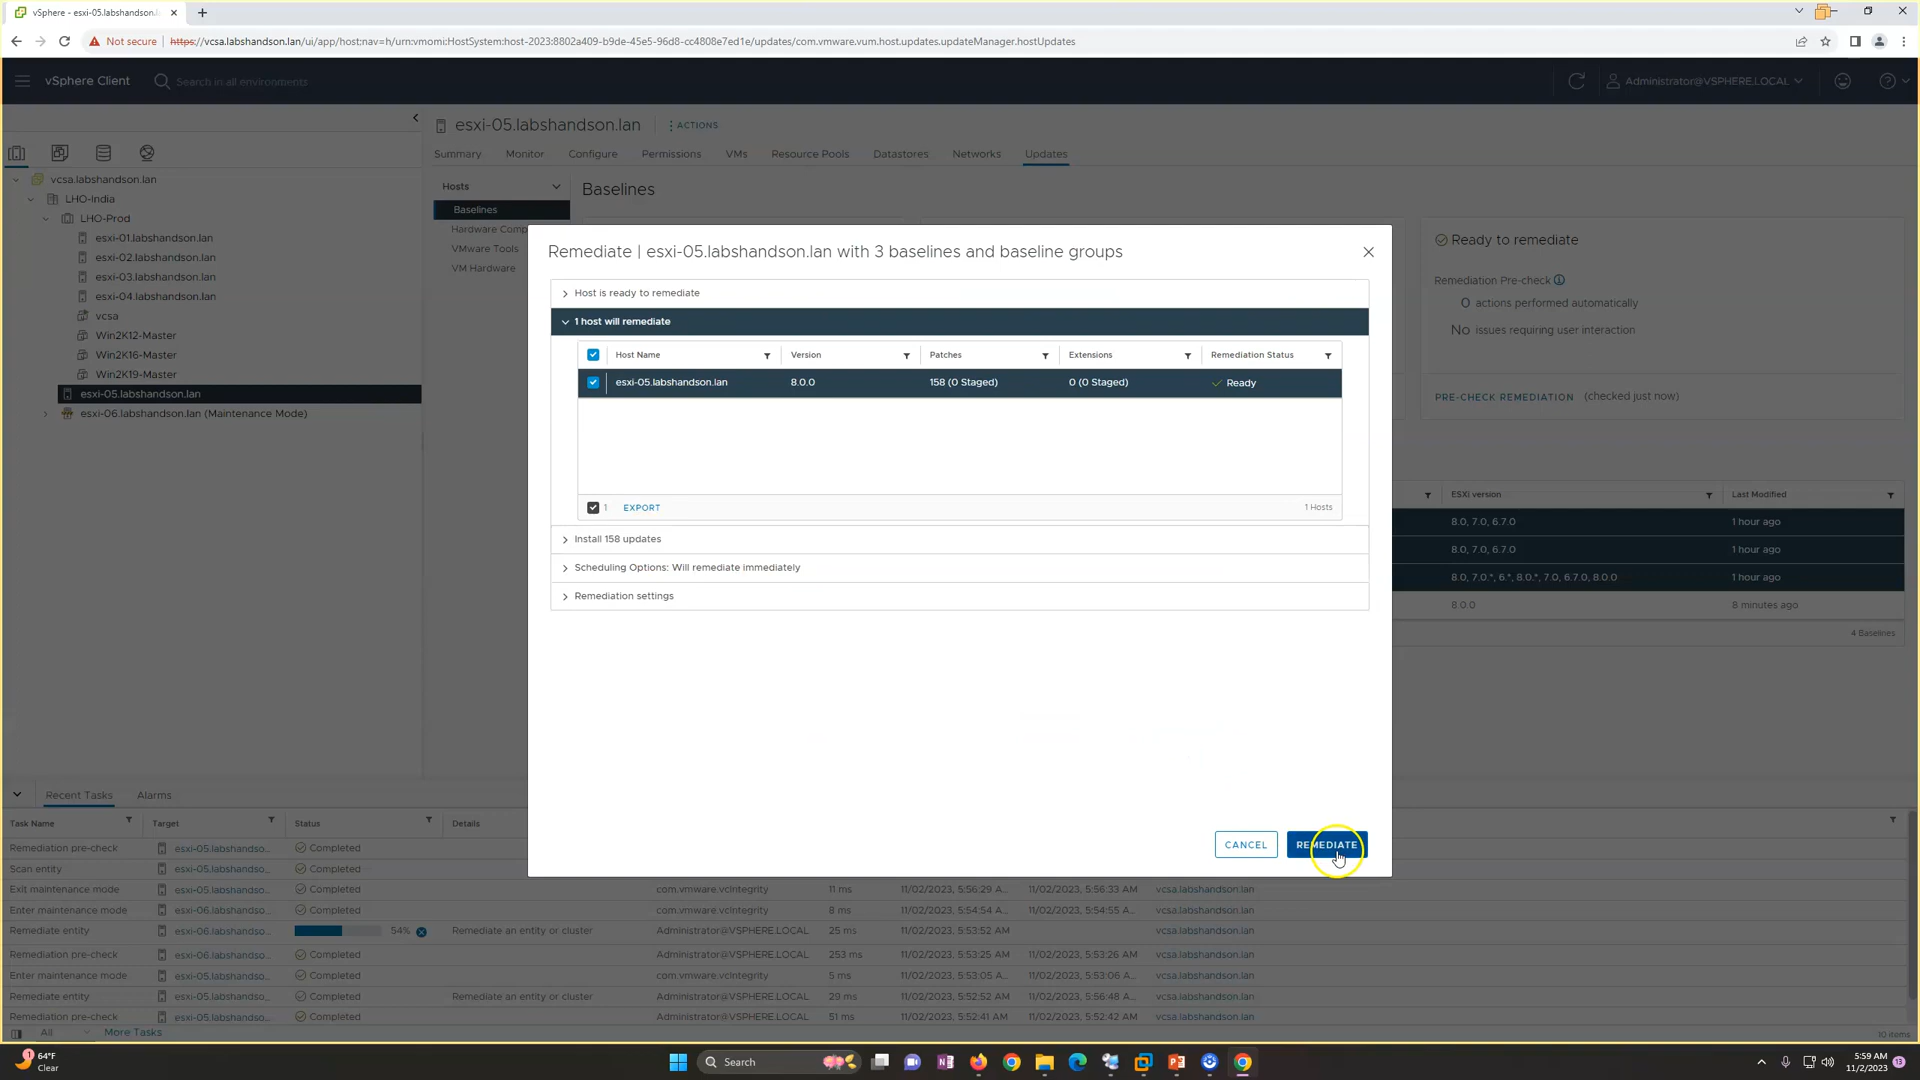 vSphere - esxi-05.labshandson.l
Not secure
https://vcsa.labshandson.lan/ui/app/host;nav=h/urn:vmomi:HostSystem:host-2023:8802a409-b9de-45e5-96d8-cc4808e7ed1e/updates/com.vmware.vum.host.updates.updateManager.hostUpdates
vSphere Client
Search in all environments
Administrator@VSPHERE.LOCAL
esxi-05.labshandson.lan
ACTIONS
Summary Monitor Configure Permissions VMs Resource Pools Datastores Networks Updates
vcsa.labshandson.lan
LHO-India
LHO-Prod
esxi-01.labshandson.lan
esxi-02.labshandson.lan
esxi-03.labshandson.lan
esxi-04.labshandson.lan
vcsa
Win2K12-Master
Win2K16-Master
Win2K19-Master
esxi-05.labshandson.lan
esxi-06.labshandson.lan (Maintenance Mode)
Hosts
Baselines
Hardware Comp
VMware Tools
VM Hardware
Baselines
Remediate | esxi-05.labshandson.lan with 3 baselines and baseline groups
Host is ready to remediate
1 host will remediate
Host Name Version Patches Extensions Remediation Status
esxi-05.labshandson.lan 8.0.0 158 (0 Staged) 0 (0 Staged) Ready
1 EXPORT 1 Hosts
Install 158 updates
Scheduling Options: Will remediate immediately
Remediation settings
CANCEL REMEDIATE
Ready to remediate
Remediation Pre-check
0 actions performed automatically
No issues requiring user interaction
PRE-CHECK REMEDIATION (checked just now)
ESXi version Last Modified
8.0, 7.0, 6.7.0 1 hour ago
8.0, 7.0, 6.7.0 1 hour ago
8.0, 7.0.*, 6.*, 8.0.*, 7.0, 6.7.0, 8.0.0 1 hour ago
8.0.0 8 minutes ago
4 Baselines
Recent Tasks Alarms
Task Name Target Status Details
Remediation pre-check esxi-05.labshandso... Completed
Scan entity esxi-05.labshandso... Completed
Exit maintenance mode esxi-05.labshandso... Completed com.vmware.vcIntegrity 11 ms 11/02/2023, 5:56:29 A... 11/02/2023, 5:56:33 AM vcsa.labshandson.lan
Enter maintenance mode esxi-06.labshandso... Completed com.vmware.vcIntegrity 8 ms 11/02/2023, 5:54:54 A... 11/02/2023, 5:54:55 AM vcsa.labshandson.lan
Remediate entity esxi-06.labshandso... 54% Remediate an entity or cluster Administrator@VSPHERE.LOCAL 25 ms 11/02/2023, 5:53:52 AM vcsa.labshandson.lan
Remediation pre-check esxi-06.labshandso... Completed Administrator@VSPHERE.LOCAL 253 ms 11/02/2023, 5:53:25 AM 11/02/2023, 5:53:26 AM vcsa.labshandson.lan
Enter maintenance mode esxi-05.labshandso... Completed com.vmware.vcIntegrity 5 ms 11/02/2023, 5:53:05 A... 11/02/2023, 5:53:06 A... vcsa.labshandson.lan
Remediate entity esxi-05.labshandso... Completed Remediate an entity or cluster Administrator@VSPHERE.LOCAL 29 ms 11/02/2023, 5:52:52 AM 11/02/2023, 5:56:48 A... vcsa.labshandson.lan
Remediation pre-check esxi-05.labshandso... Completed Administrator@VSPHERE.LOCAL 51 ms 11/02/2023, 5:52:41 AM 11/02/2023, 5:52:42 AM vcsa.labshandson.lan
All More Tasks 10 items
1 64°F
Clear
Search
5:59 AM
11/2/2023
13